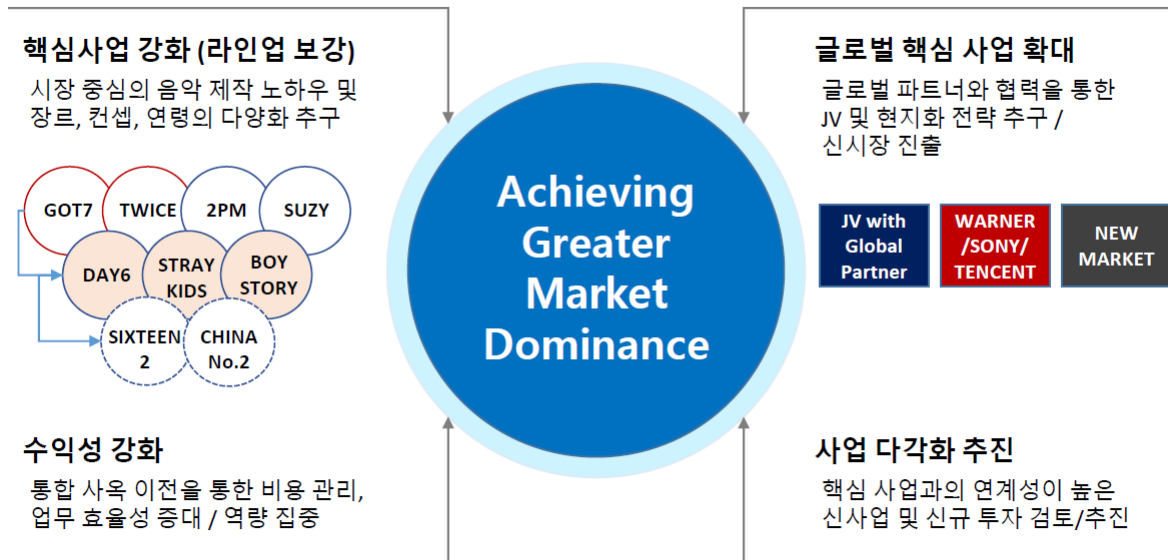 핵심사업 강화 (라인업 보강)
시장 중심의 음악 제작 노하우 및
장르, 컨셉, 연령의 다양화 추구
GOT7
TWICE
2PM
SUZY
DAY6
STRAY
KIDS
BOY
STORY
SIXTEEN
2
CHINA
No.2
Achieving
Greater
Market
Dominance
글로벌 핵심 사업 확대
글로벌 파트너와 협력을 통한
JV 및 현지화 전략 추구 /
신시장 진출
JV with
Global
Partner
WARNER
/SONY/
TENCENT
NEW
MARKET
수익성 강화
통합 사옥 이전을 통한 비용 관리,
업무 효율성 증대 / 역량 집중
사업 다각화 추진
핵심 사업과의 연계성이 높은
신사업 및 신규 투자 검토/추진